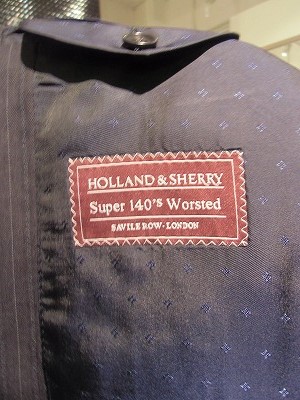 HOLLAND & SHERRY
Super 140's Worsted
SAVILE ROW · LONDON